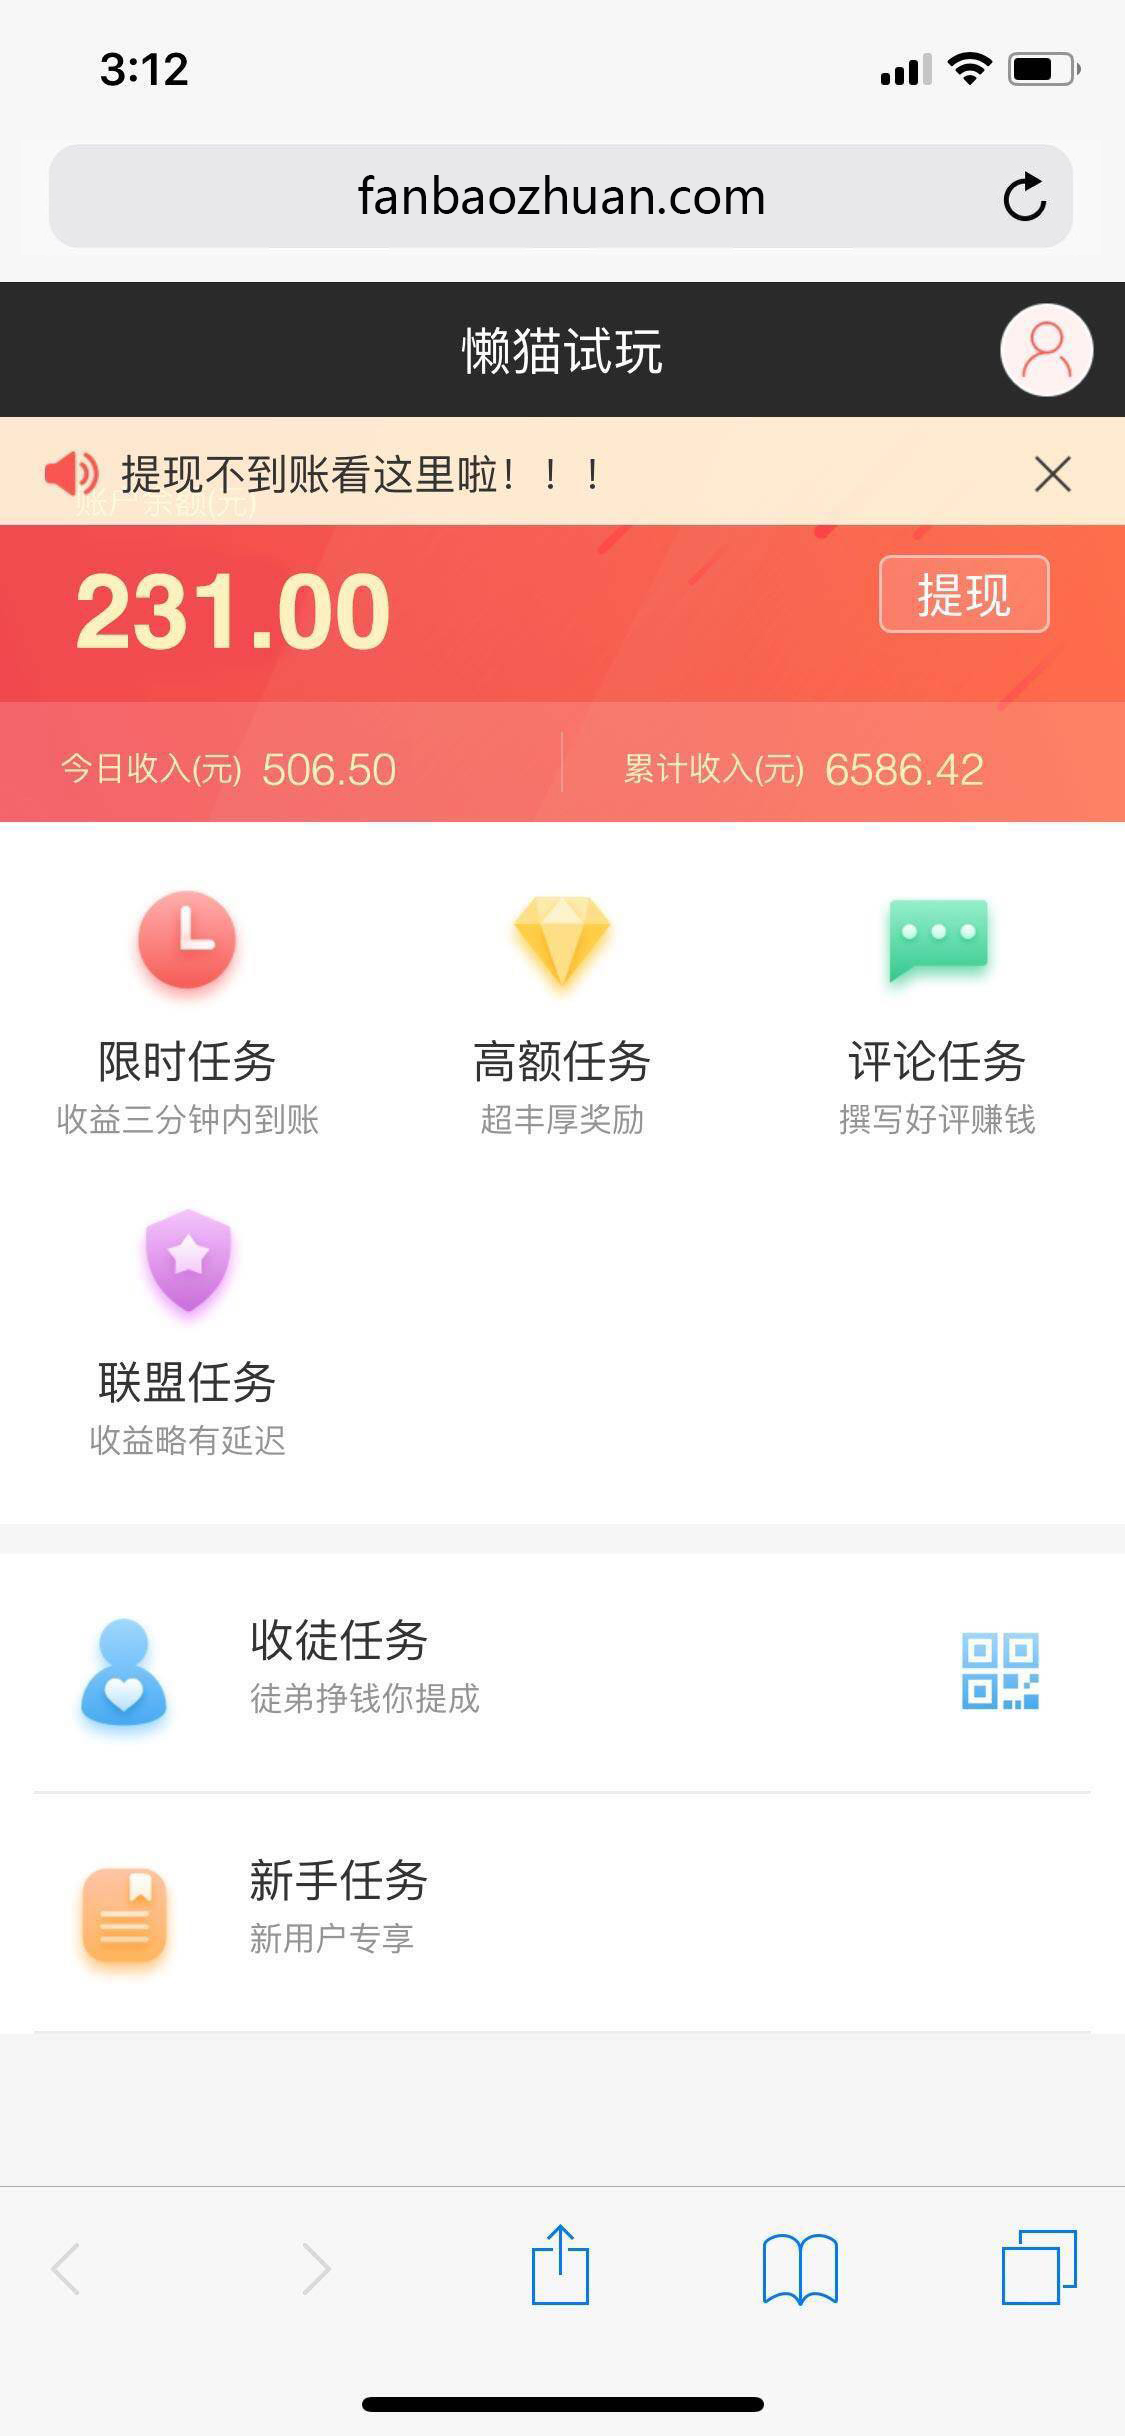 3:12
fanbaozhuan.com
懒猫试玩
提现不到账看这里啦！！！
账户余额(元)
231.00
提现
今日收入(元) 506.50
累计收入(元) 6586.42
限时任务
收益三分钟内到账
高额任务
超丰厚奖励
评论任务
撰写好评赚钱
联盟任务
收益略有延迟
收徒任务
徒弟挣钱你提成
新手任务
新用户专享